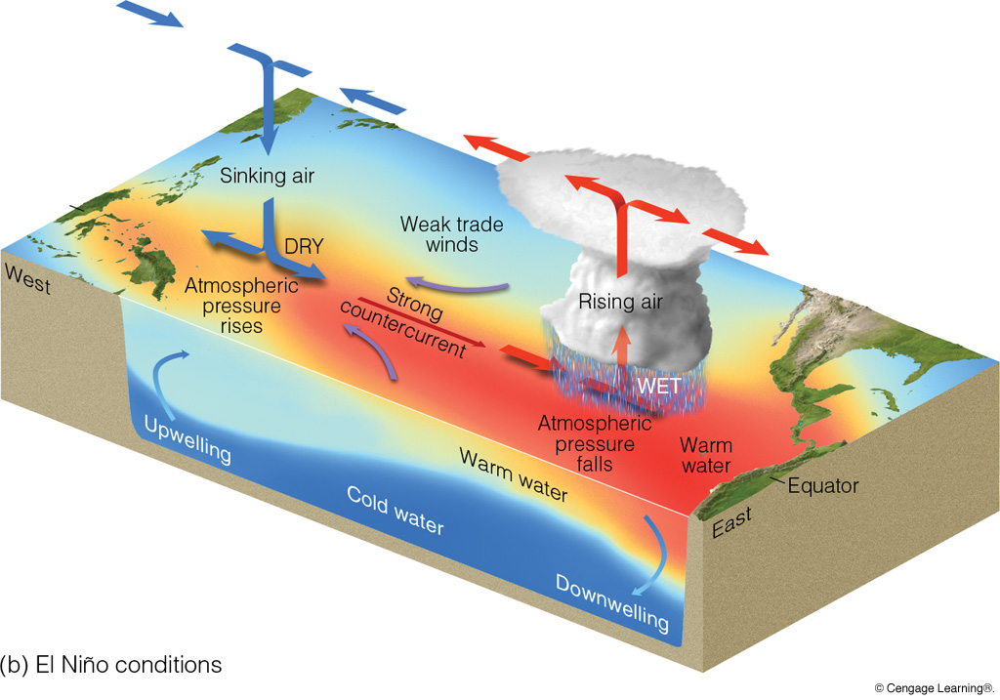 Sinking air
Weak trade
winds
DRY
West
Atmospheric
pressure
rises
Strong
countercurrent
Rising air
WET
Atmospheric
pressure
falls
Warm
water
Equator
East
Upwelling
Warm water
Cold water
Downwelling
(b) El Niño conditions
© Cengage Learning®.